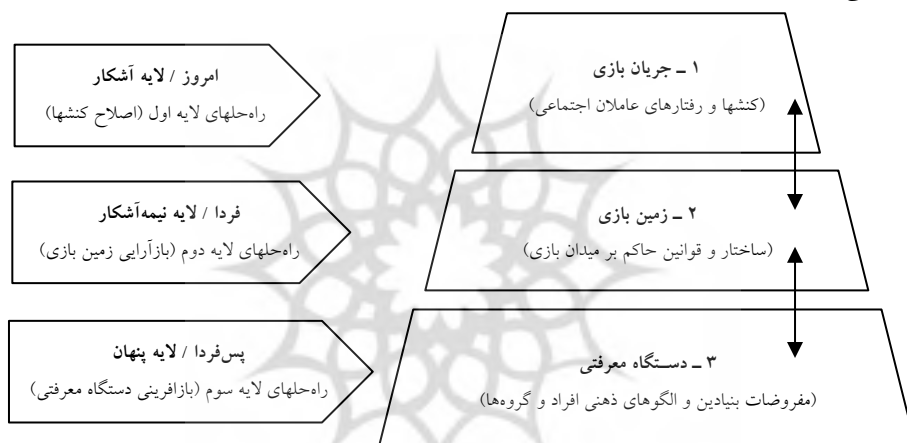 ۱ ـ جریان بازی
(کنشها و رفتارهای عاملان اجتماعی)
امروز / لایه آشکار
راه‌حلهای لایه اول (اصلاح کنشها)
۲ ـ زمین بازی
(ساختار و قوانین حاکم بر میدان بازی)
فردا / لایه نیمه‌آشکار
راه‌حلهای لایه دوم (بازآرایی زمین بازی)
۳ ـ دستگاه معرفتی
(مفروضات بنیادین و الگوهای ذهنی افراد و گروه‌ها)
پس‌فردا / لایه پنهان
راه‌حلهای لایه سوم (بازافرینی دستگاه معرفتی)